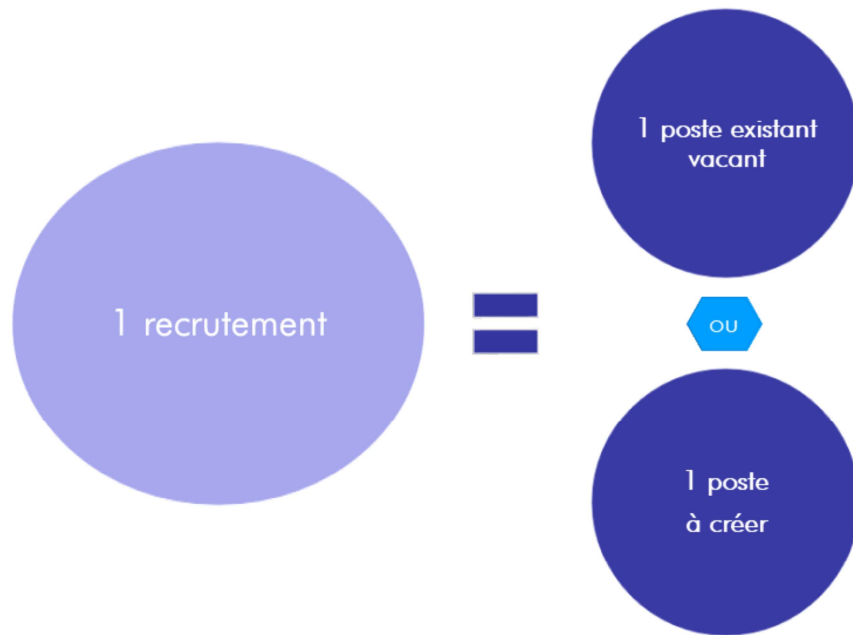 1 recrutement
=
1 poste existant
vacant
OU
1 poste
à créer